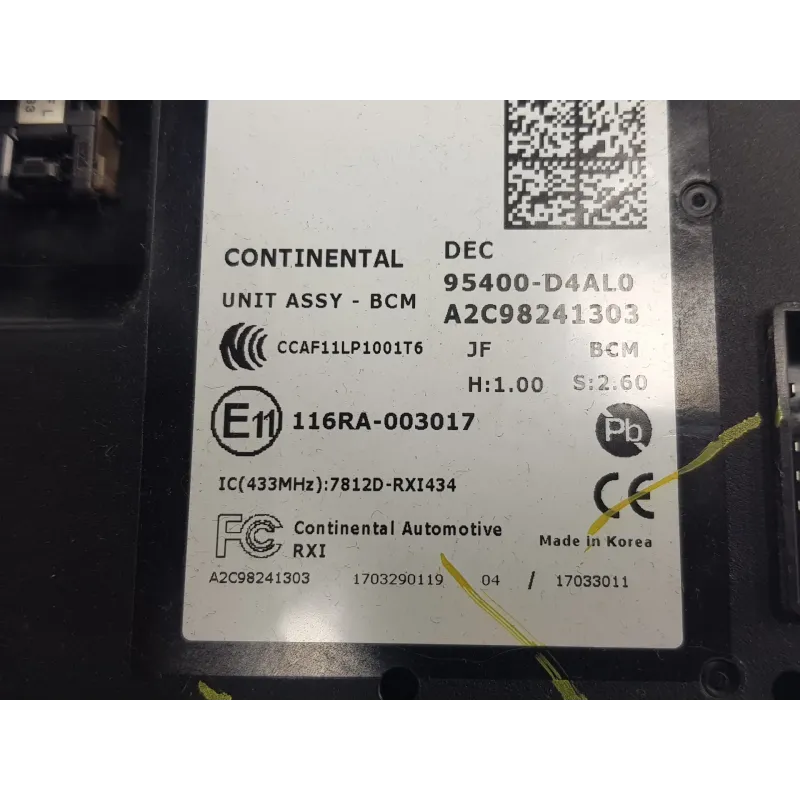 CONTINENTAL
UNIT ASSY - BCM
DEC
95400-D4AL0
A2C98241303
CCAF11LP1001T6
JF BCM
H:1.00 S:2.60
E11 116RA-003017
Pb
IC(433MHz):7812D-RXI434
CE
FC Continental Automotive
RXI
Made in Korea
A2C98241303 1703290119 04 / 17033011